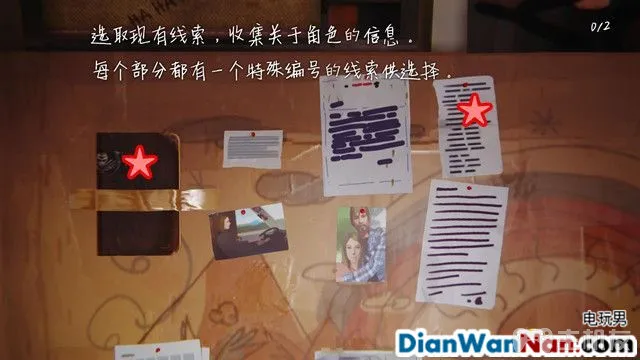 HA HA
选取现有线索，收集关于角色的信息。
0/2
每个部分都有一个特殊编号的线索供选择。
电玩男
DianWanNan.com